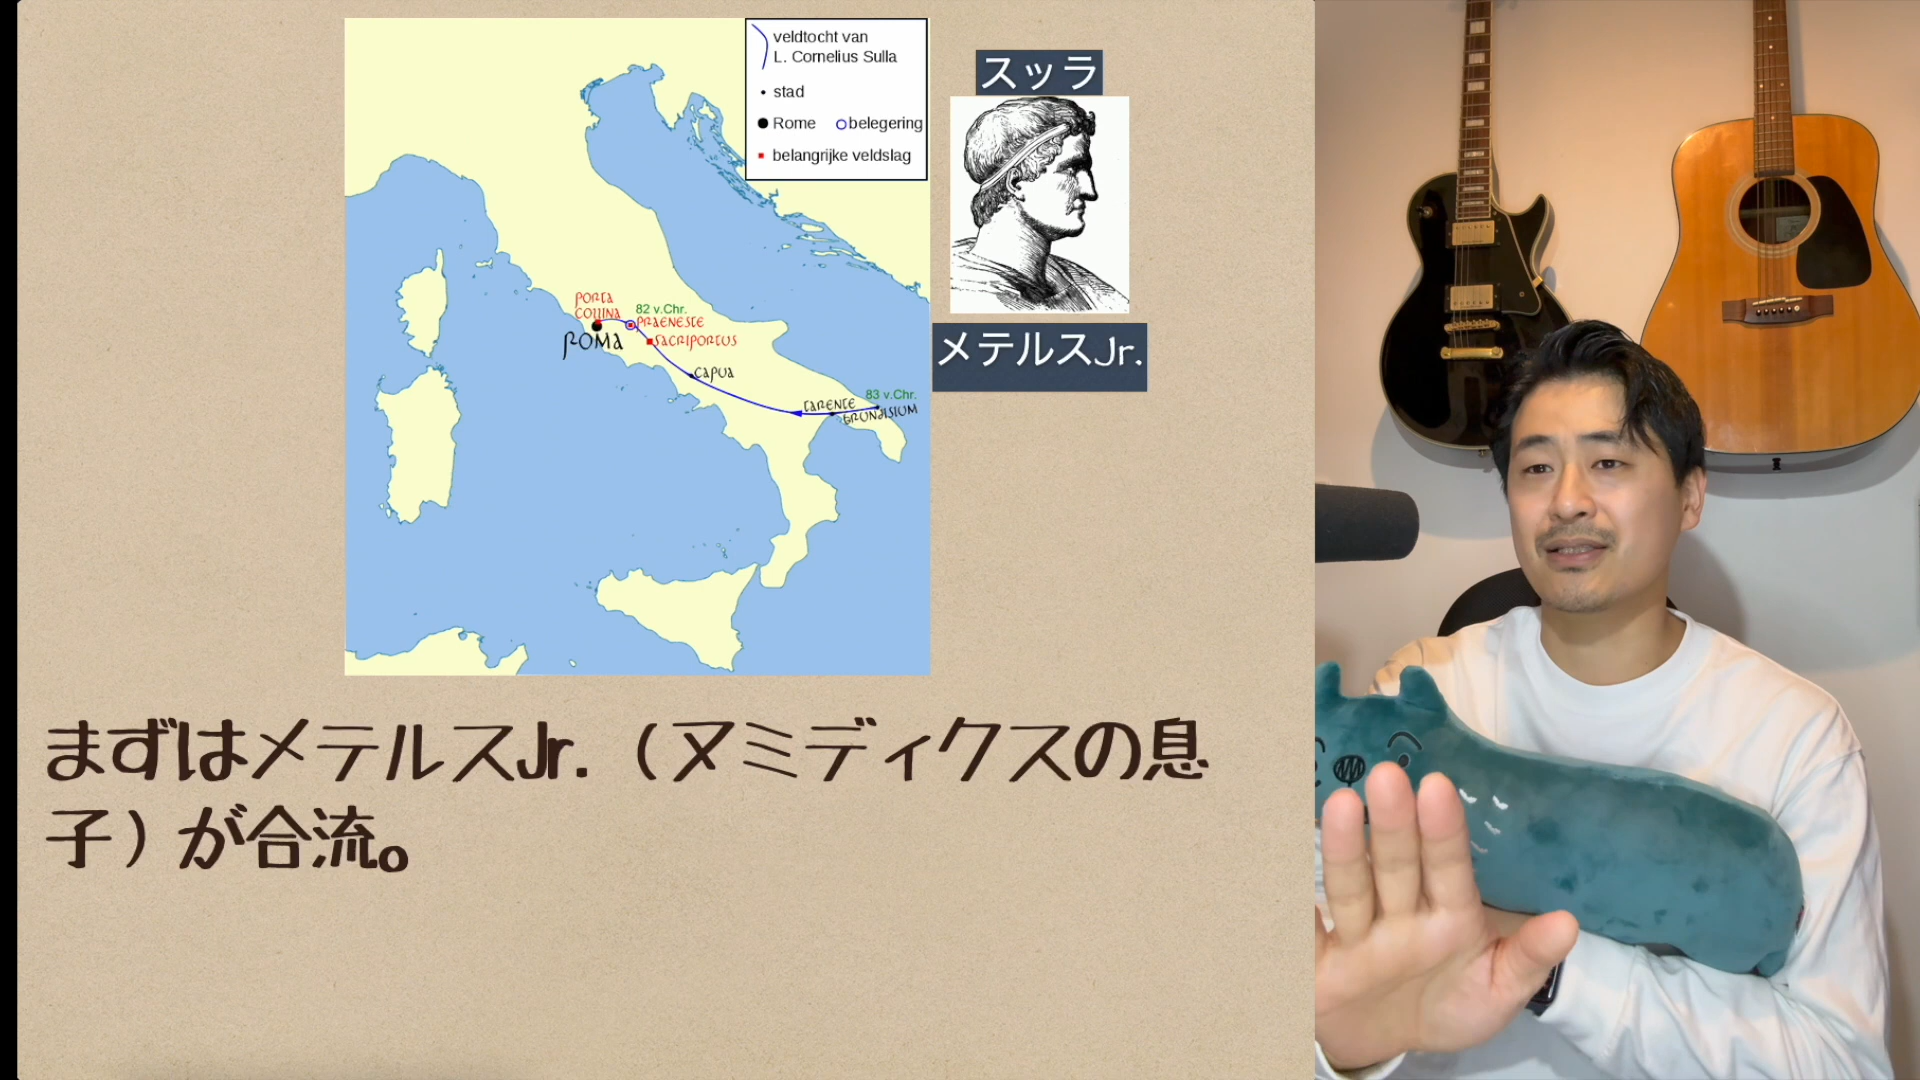 veldtocht van
L. Cornelius Sulla
stad
Rome belegering
belangrijke veldslag
スッラ
メテルスJr.
PORTA
COLLINA
82 v.Chr.
PRAENESTE
ROMA
SACRIPORTUS
CAPUA
83 v.Chr.
TARENTE
BRUNDISIUM
まずはメテルスJr.（ヌミディクスの息
子）が合流。